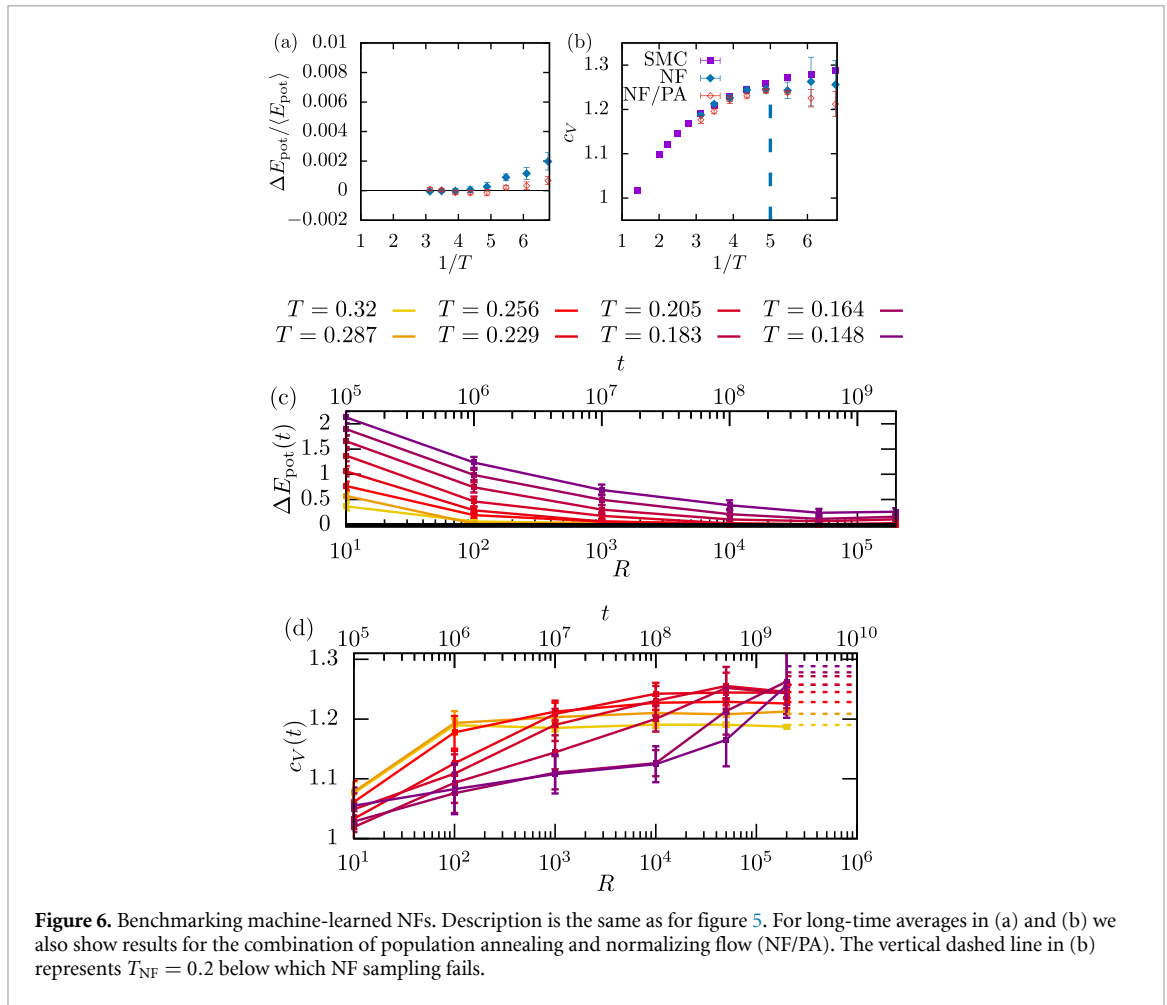 (a)
0.01
0.008
0.006
0.004
0.002
0
−0.002
ΔE_pot/⟨E_pot⟩
1 2 3 4 5 6
1/T
(b)
SMC
NF
NF/PA
1.3
1.2
1.1
1
c_V
1 2 3 4 5 6
1/T
T = 0.32 T = 0.256 T = 0.205 T = 0.164
T = 0.287 T = 0.229 T = 0.183 T = 0.148
t
(c)
10^5 10^6 10^7 10^8 10^9
2
1.5
1
0.5
0
ΔE_pot(t)
10^1 10^2 10^3 10^4 10^5
R
t
(d)
10^5 10^6 10^7 10^8 10^9 10^10
1.3
1.2
1.1
1
c_V(t)
10^1 10^2 10^3 10^4 10^5 10^6
R
Figure 6. Benchmarking machine-learned NFs. Description is the same as for figure 5. For long-time averages in (a) and (b) we
also show results for the combination of population annealing and normalizing flow (NF/PA). The vertical dashed line in (b)
represents T_NF = 0.2 below which NF sampling fails.